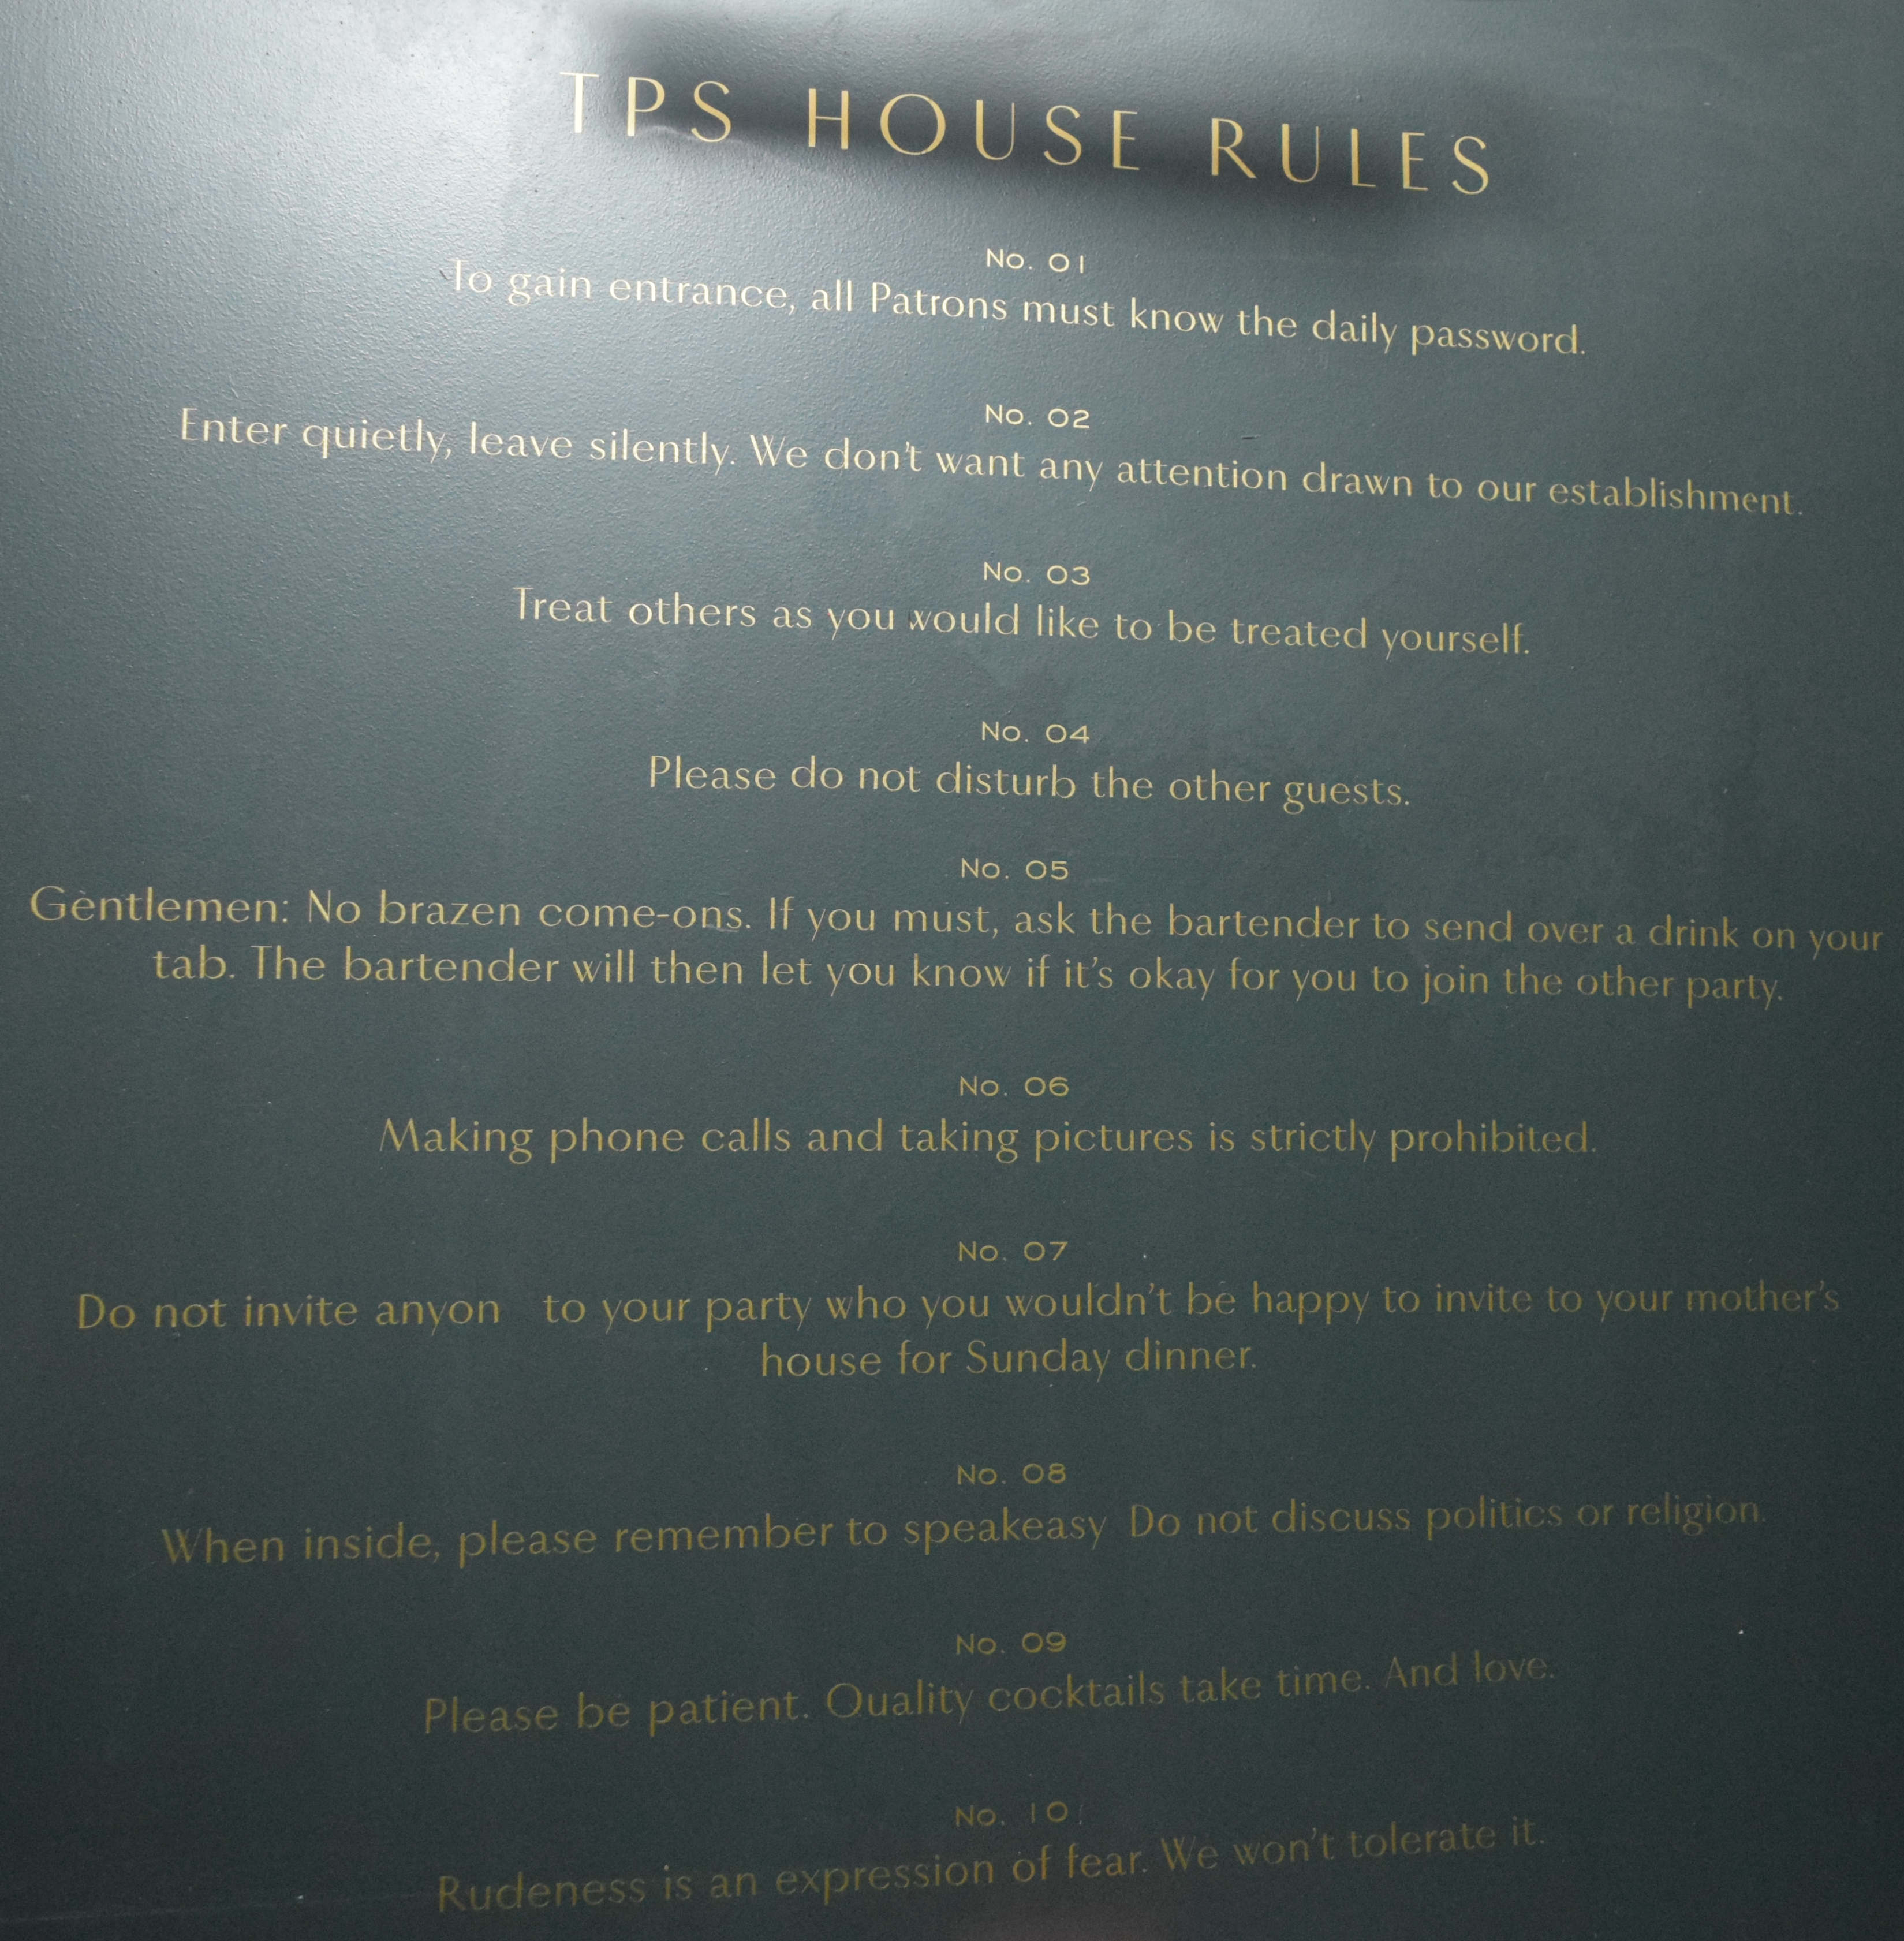 TPS HOUSE RULES
No. 01
To gain entrance, all Patrons must know the daily password.
No. 02
Enter quietly, leave silently. We don't want any attention drawn to our establishment.
No. 03
Treat others as you would like to be treated yourself.
No. 04
Please do not disturb the other guests.
No. 05
Gentlemen: No brazen come-ons. If you must, ask the bartender to send over a drink on your
tab. The bartender will then let you know if it's okay for you to join the other party.
No. 06
Making phone calls and taking pictures is strictly prohibited.
No. 07
Do not invite anyon to your party who you wouldn't be happy to invite to your mother's
house for Sunday dinner.
No. 08
When inside, please remember to speakeasy Do not discuss politics or religion.
No. 09
Please be patient. Quality cocktails take time. And love.
No. 10
Rudeness is an expression of fear. We won't tolerate it.